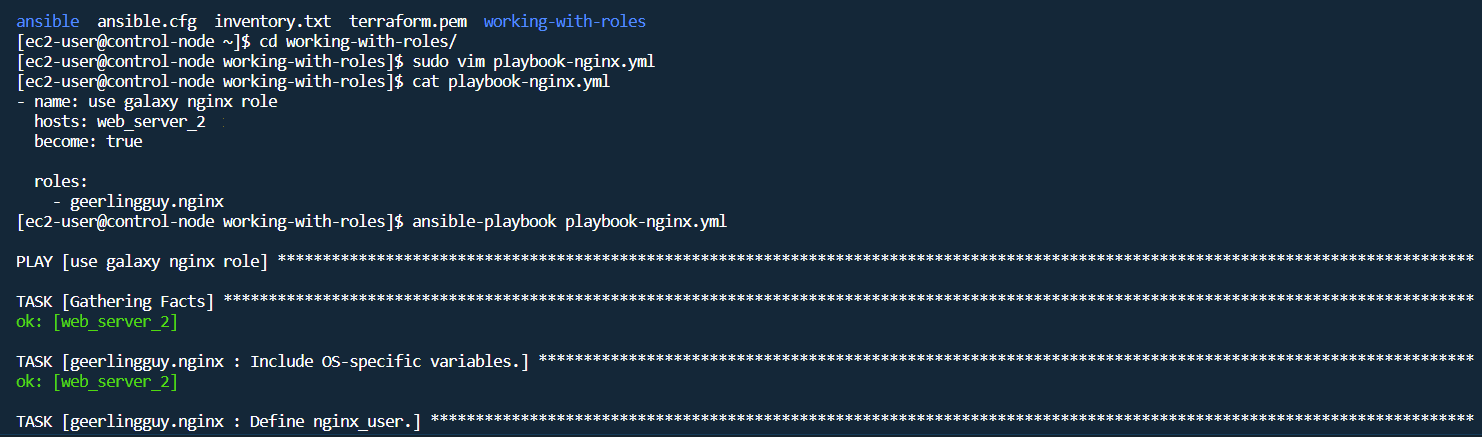 ansible  ansible.cfg  inventory.txt  terraform.pem  working-with-roles
[ec2-user@control-node ~]$ cd working-with-roles/
[ec2-user@control-node working-with-roles]$ sudo vim playbook-nginx.yml
[ec2-user@control-node working-with-roles]$ cat playbook-nginx.yml
- name: use galaxy nginx role
  hosts: web_server_2
  become: true

  roles:
    - geerlingguy.nginx
[ec2-user@control-node working-with-roles]$ ansible-playbook playbook-nginx.yml

PLAY [use galaxy nginx role] *************************************************************************************************************************************

TASK [Gathering Facts] *******************************************************************************************************************************************
ok: [web_server_2]

TASK [geerlingguy.nginx : Include OS-specific variables.] ********************************************************************************************************
ok: [web_server_2]

TASK [geerlingguy.nginx : Define nginx_user.] ********************************************************************************************************************